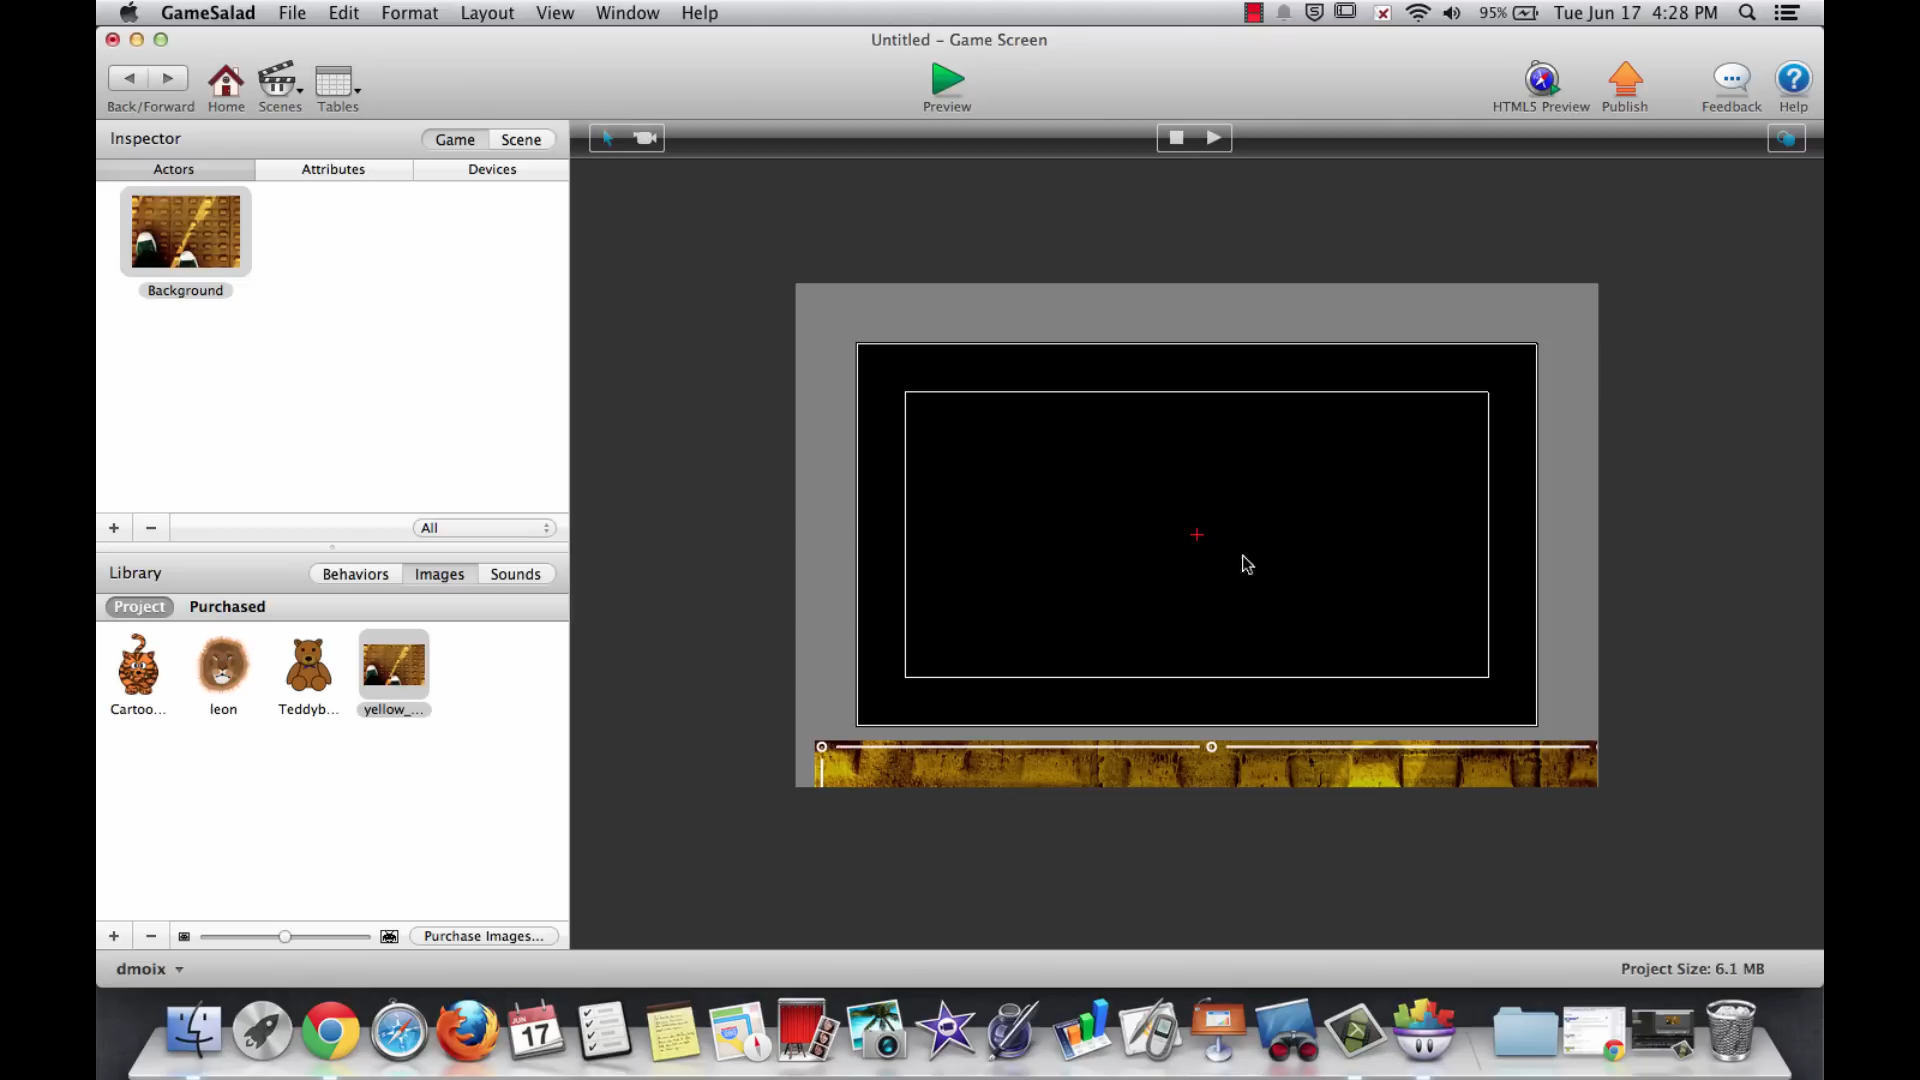 GameSalad File Edit Format Layout View Window Help 95% Tue Jun 17 4:28 PM
Untitled – Game Screen
Back/Forward Home Scenes Tables Preview HTML5 Preview Publish Feedback Help
Inspector Game Scene
Actors Attributes Devices
Background
All
Library Behaviors Images Sounds
Project Purchased
Cartoo... leon Teddyb... yellow_...
Purchase Images...
dmoix Project Size: 6.1 MB
JUN
17